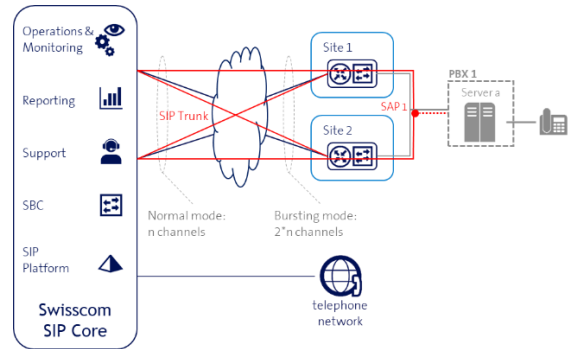 Operations &
Monitoring
Reporting
Support
SBC
SIP
Platform
Swisscom
SIP Core
SIP Trunk
Normal mode:
n channels
Bursting mode:
2*n channels
Site 1
Site 2
SAP 1
PBX 1
Server a
telephone
network